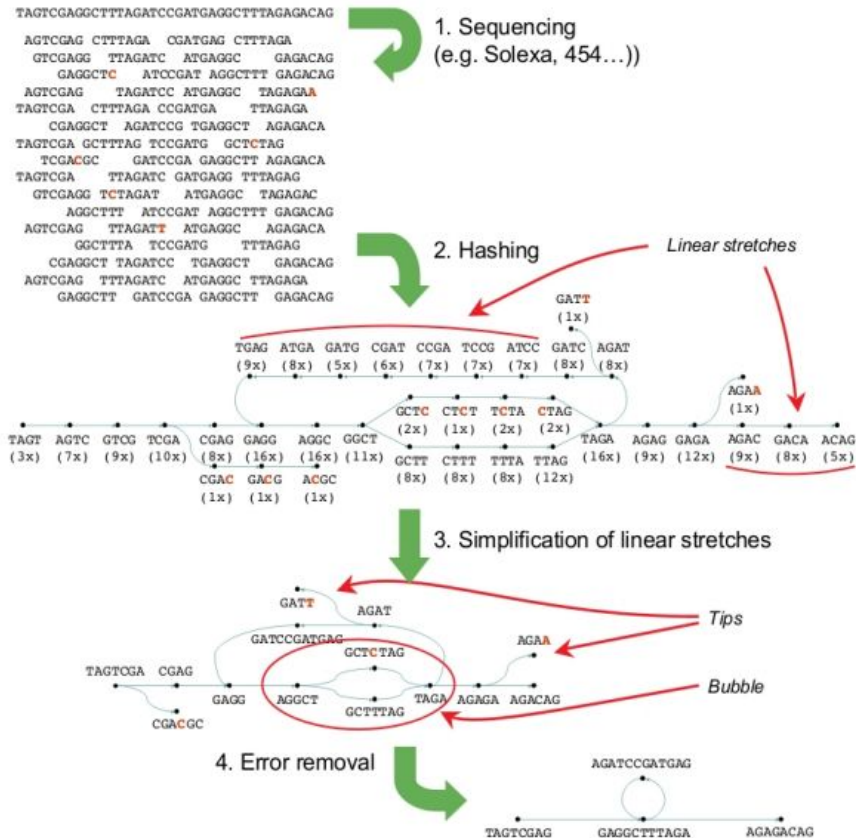 TAGTCGAGGCTTTAGATCCGATGAGGCTTTAGAGACAG
AGTCGAG CTTTAGA CGATGAG CTTTAGA
GTCGAGG TTAGATC ATGAGGC GAGACAG
GAGGCTC ATCCGAT AGGCTTT GAGACAG
AGTCGAG TAGATCC ATGAGGC TAGAGAA
TAGTCGA CTTTAGA CCGATGA TTAGAGA
CGAGGCT AGATCCG TGAGGCT AGAGACA
TAGTCGA GCTTTAG TCCGATG GCTCTAG
TCGACGC GATCCGA GAGGCTT AGAGACA
TAGTCGA TTAGATC GATGAGG TTTAGAG
GTCGAGG TCTAGAT ATGAGGC TAGAGAC
AGGCTTT ATCCGAT AGGCTTT GAGACAG
AGTCGAG TTAGATT ATGAGGC AGAGACA
GGCTTTA TCCGATG TTTAGAG
CGAGGCT TAGATCC TGAGGCT GAGACAG
AGTCGAG TTTAGATC ATGAGGC TTAGAGA
GAGGCTT GATCCGA GAGGCTT GAGACAG
1. Sequencing
(e.g. Solexa, 454…))
2. Hashing
Linear stretches
GATT
(1x)
TGAG ATGA GATG CGAT CCGA TCCG ATCC GATC AGAT
(9x) (8x) (5x) (6x) (7x) (7x) (7x) (8x) (8x)
AGAA
(1x)
GCTC CTCT TCTA CTAG
(2x) (1x) (2x) (2x)
TAGT AGTC GTCG TCGA CGAG GAGG AGGC GGCT TAGA AGAG GAGA AGAC GACA ACAG
(3x) (7x) (9x) (10x) (8x) (16x) (16x) (11x) (16x) (9x) (12x) (9x) (8x) (5x)
GCTT CTTT TTTA TTAG
(8x) (8x) (8x) (12x)
CGAC GACG ACGC
(1x) (1x) (1x)
3. Simplification of linear stretches
GATT
AGAT
Tips
GATCCGATGAG
GCTCTAG
AGAA
TAGTCGA CGAG
Bubble
GAGG AGGCT TAGA AGAGA AGACAG
GCTTTAG
CGACGC
4. Error removal
AGATCCGATGAG
TAGTCGAG GAGGCTTTAGA AGAGACAG